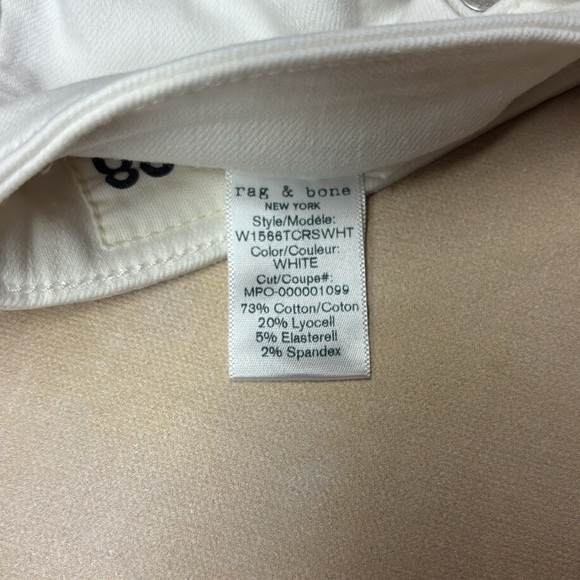 rag & bone
NEW YORK
Style/Modéle:
W1566TCRSWHT
Color/Couleur:
WHITE
Cut/Coupe#:
MPO-000001099
73% Cotton/Coton
20% Lyocell
5% Elasterell
2% Spandex